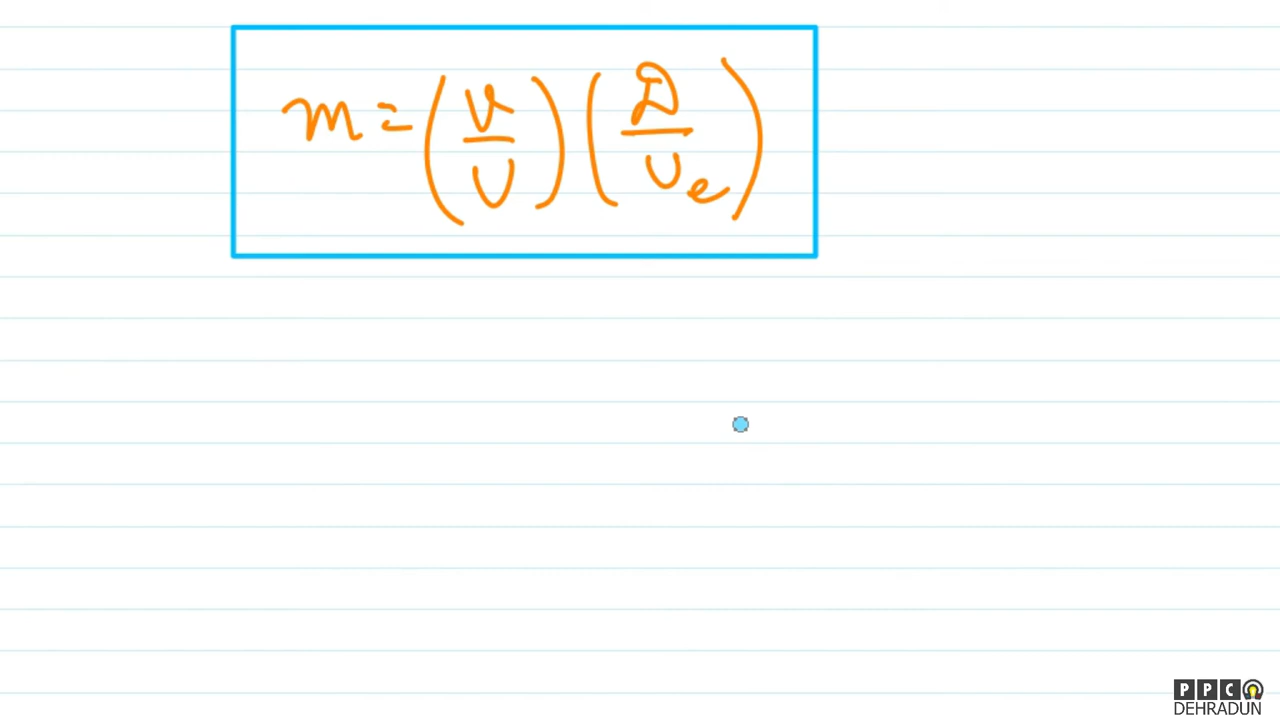 m = (v/u) (D/u_e)
PPC
DEHRADUN